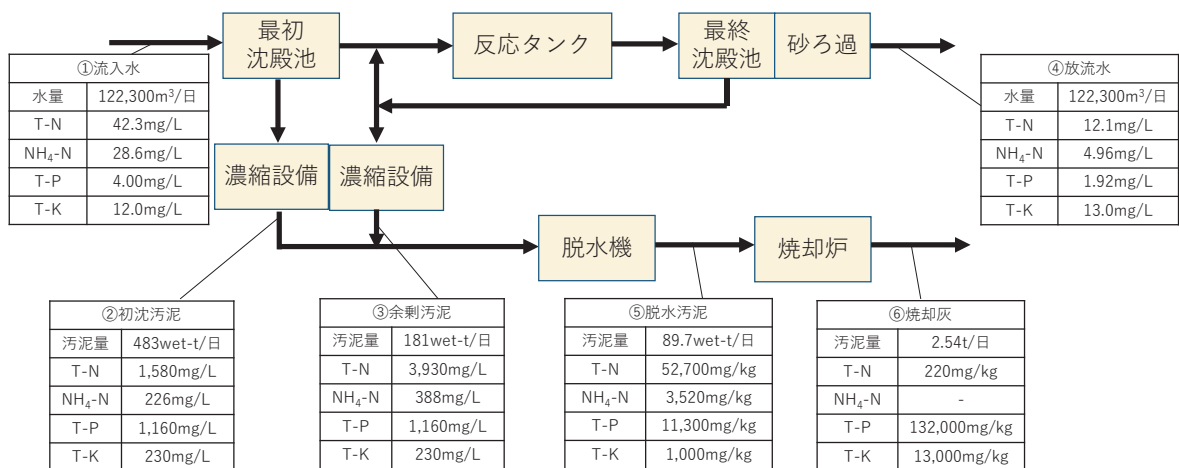 最初
沈殿池
反応タンク
最終
沈殿池
砂ろ過
①流入水
水量 122,300m³/日
T-N 42.3mg/L
NH₄-N 28.6mg/L
T-P 4.00mg/L
T-K 12.0mg/L
④放流水
水量 122,300m³/日
T-N 12.1mg/L
NH₄-N 4.96mg/L
T-P 1.92mg/L
T-K 13.0mg/L
濃縮設備
濃縮設備
脱水機
焼却炉
②初沈汚泥
汚泥量 483wet-t/日
T-N 1,580mg/L
NH₄-N 226mg/L
T-P 1,160mg/L
T-K 230mg/L
③余剰汚泥
汚泥量 181wet-t/日
T-N 3,930mg/L
NH₄-N 388mg/L
T-P 1,160mg/L
T-K 230mg/L
⑤脱水汚泥
汚泥量 89.7wet-t/日
T-N 52,700mg/kg
NH₄-N 3,520mg/kg
T-P 11,300mg/kg
T-K 1,000mg/kg
⑥焼却灰
汚泥量 2.54t/日
T-N 220mg/kg
NH₄-N -
T-P 132,000mg/kg
T-K 13,000mg/kg